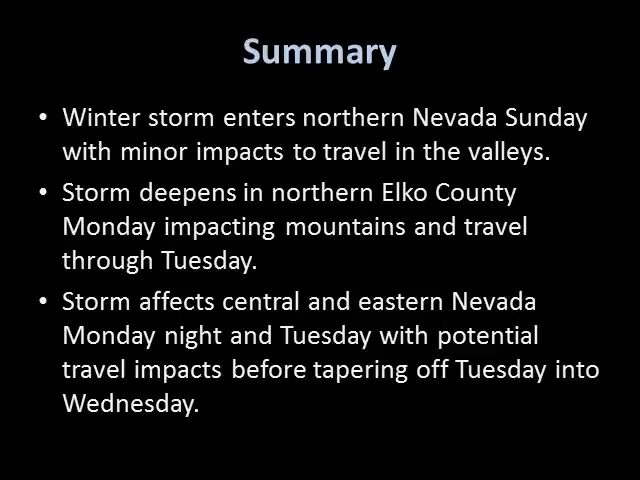 Summary
• Winter storm enters northern Nevada Sunday
with minor impacts to travel in the valleys.
• Storm deepens in northern Elko County
Monday impacting mountains and travel
through Tuesday.
• Storm affects central and eastern Nevada
Monday night and Tuesday with potential
travel impacts before tapering off Tuesday into
Wednesday.